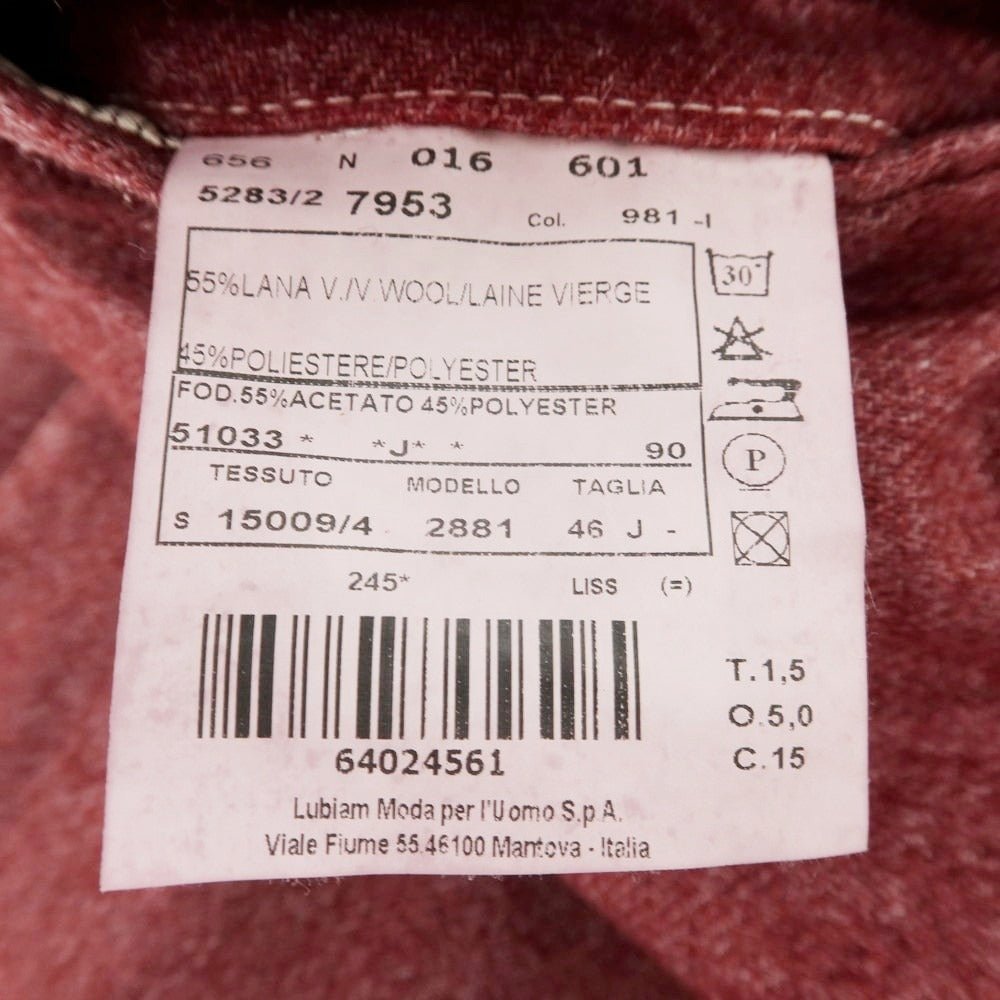 656 N 016 601
5283/2 7953 Col. 981 -I
55%LANA V./V.WOOL/LAINE VIERGE
30°
45%POLIESTERE/POLYESTER
FOD.55%ACETATO 45%POLYESTER
51033 * *J* * 90
P
TESSUTO MODELLO TAGLIA
S 15009/4 2881 46 J -
245* LISS (=)
T.1,5
O.5,0
C.15
64024561
Lubiam Moda per l'Uomo S.p.A.
Viale Fiume 55.46100 Mantova - Italia